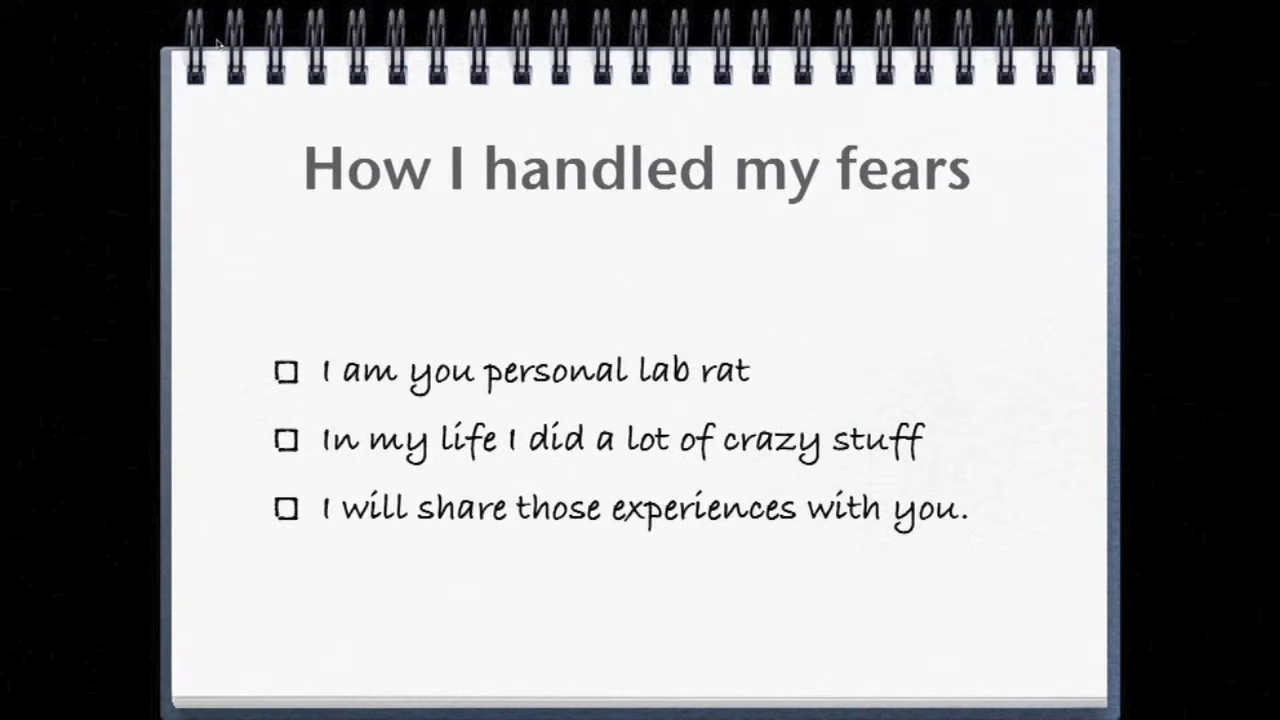 How I handled my fears
I am you personal lab rat
In my life I did a lot of crazy stuff
I will share those experiences with you.